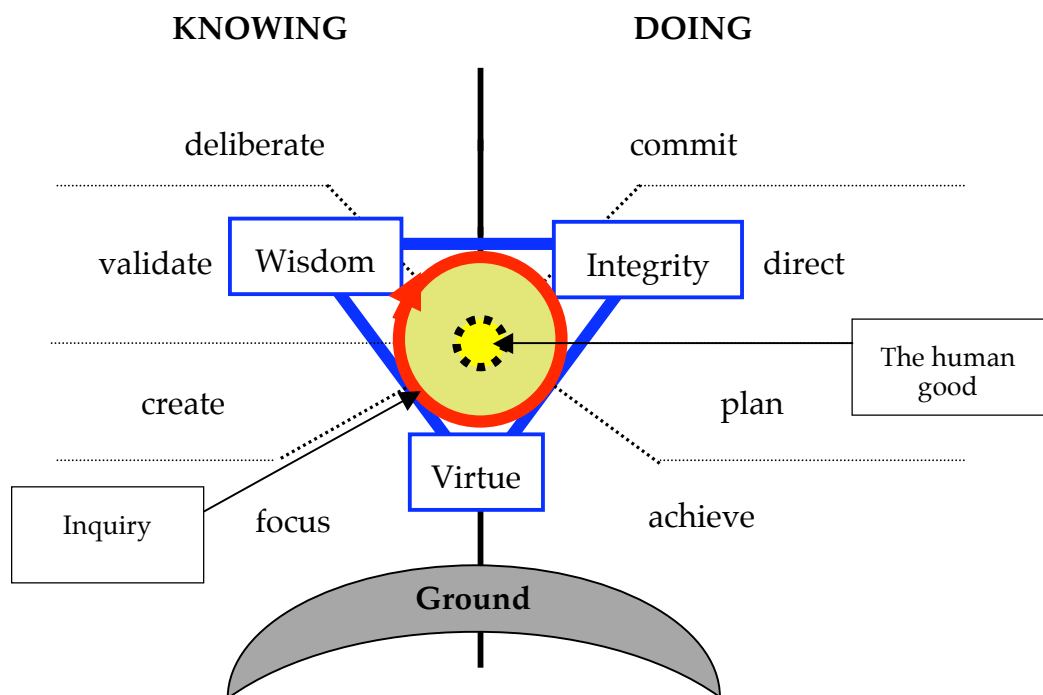 KNOWING
DOING
deliberate
commit
validate
Wisdom
Integrity
direct
The human
good
create
plan
Virtue
Inquiry
focus
achieve
Ground